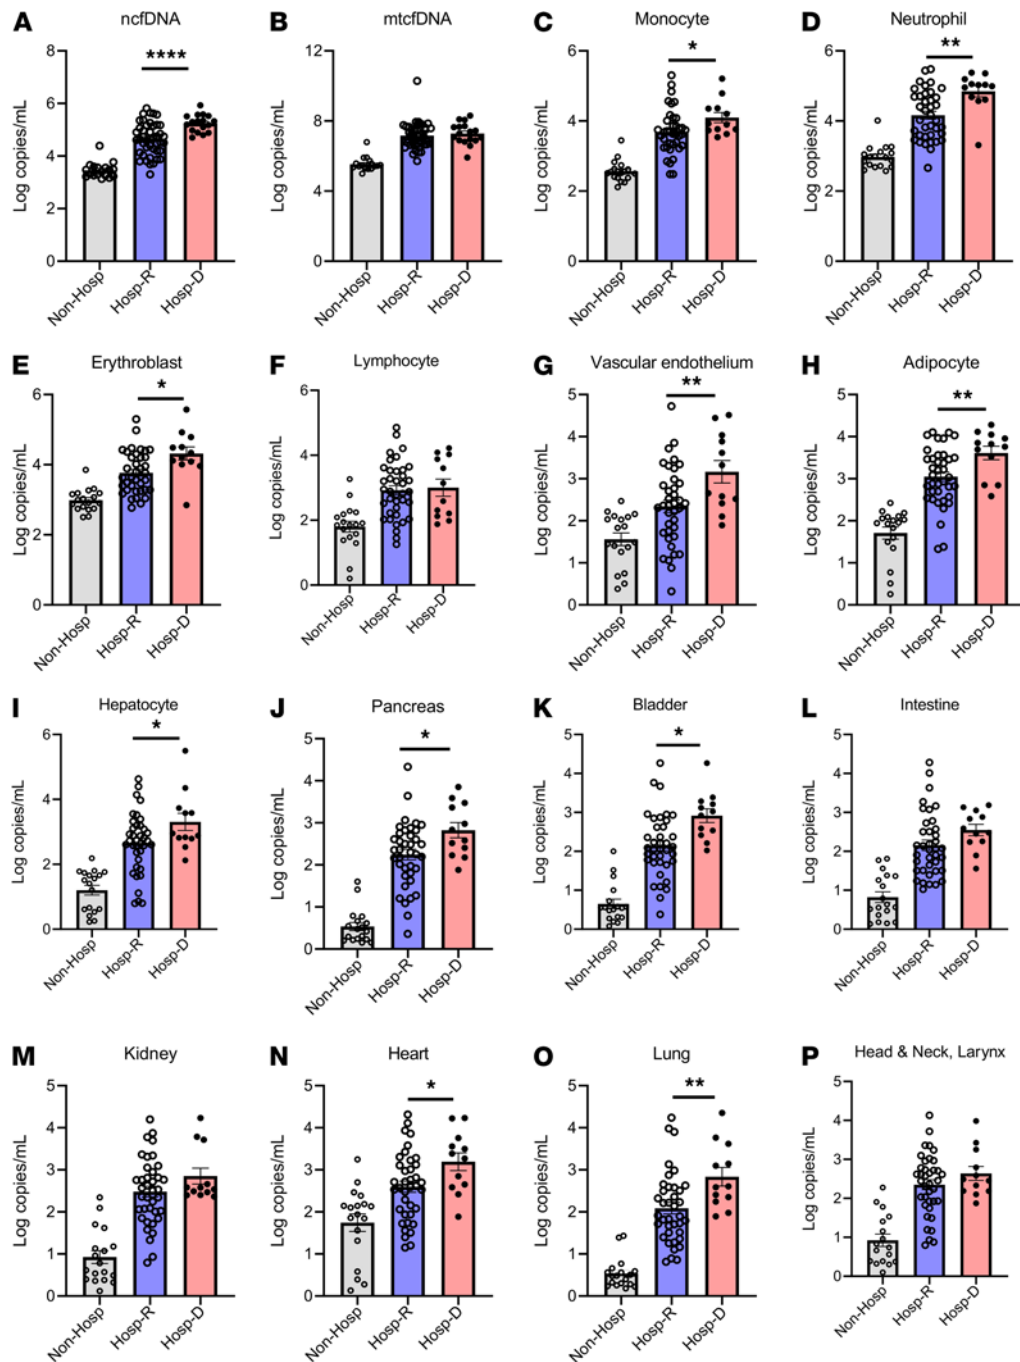 A ncfDNA
****
Log copies/mL
8
6
4
2
0
Non-Hosp
Hosp-R
Hosp-D
B mtcfDNA
Log copies/mL
12
8
4
0
Non-Hosp
Hosp-R
Hosp-D
C Monocyte
*
Log copies/mL
6
4
2
0
Non-Hosp
Hosp-R
Hosp-D
D Neutrophil
**
Log copies/mL
6
4
2
0
Non-Hosp
Hosp-R
Hosp-D
E Erythroblast
*
Log copies/mL
6
4
2
0
Non-Hosp
Hosp-R
Hosp-D
F Lymphocyte
Log copies/mL
6
4
2
0
Non-Hosp
Hosp-R
Hosp-D
G Vascular endothelium
**
Log copies/mL
5
4
3
2
1
0
Non-Hosp
Hosp-R
Hosp-D
H Adipocyte
**
Log copies/mL
5
4
3
2
1
0
Non-Hosp
Hosp-R
Hosp-D
I Hepatocyte
*
Log copies/mL
6
4
2
0
Non-Hosp
Hosp-R
Hosp-D
J Pancreas
*
Log copies/mL
5
4
3
2
1
0
Non-Hosp
Hosp-R
Hosp-D
K Bladder
*
Log copies/mL
5
4
3
2
1
0
Non-Hosp
Hosp-R
Hosp-D
L Intestine
Log copies/mL
5
4
3
2
1
0
Non-Hosp
Hosp-R
Hosp-D
M Kidney
Log copies/mL
5
4
3
2
1
0
Non-Hosp
Hosp-R
Hosp-D
N Heart
*
Log copies/mL
5
4
3
2
1
0
Non-Hosp
Hosp-R
Hosp-D
O Lung
**
Log copies/mL
5
4
3
2
1
0
Non-Hosp
Hosp-R
Hosp-D
P Head & Neck, Larynx
Log copies/mL
5
4
3
2
1
0
Non-Hosp
Hosp-R
Hosp-D